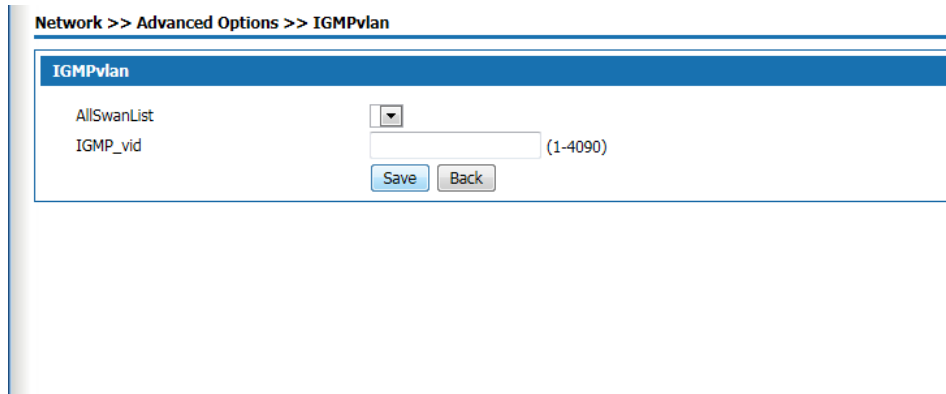 Network >> Advanced Options >> IGMPvlan
IGMPvlan
AllSwanList
IGMP_vid (1-4090)
Save Back